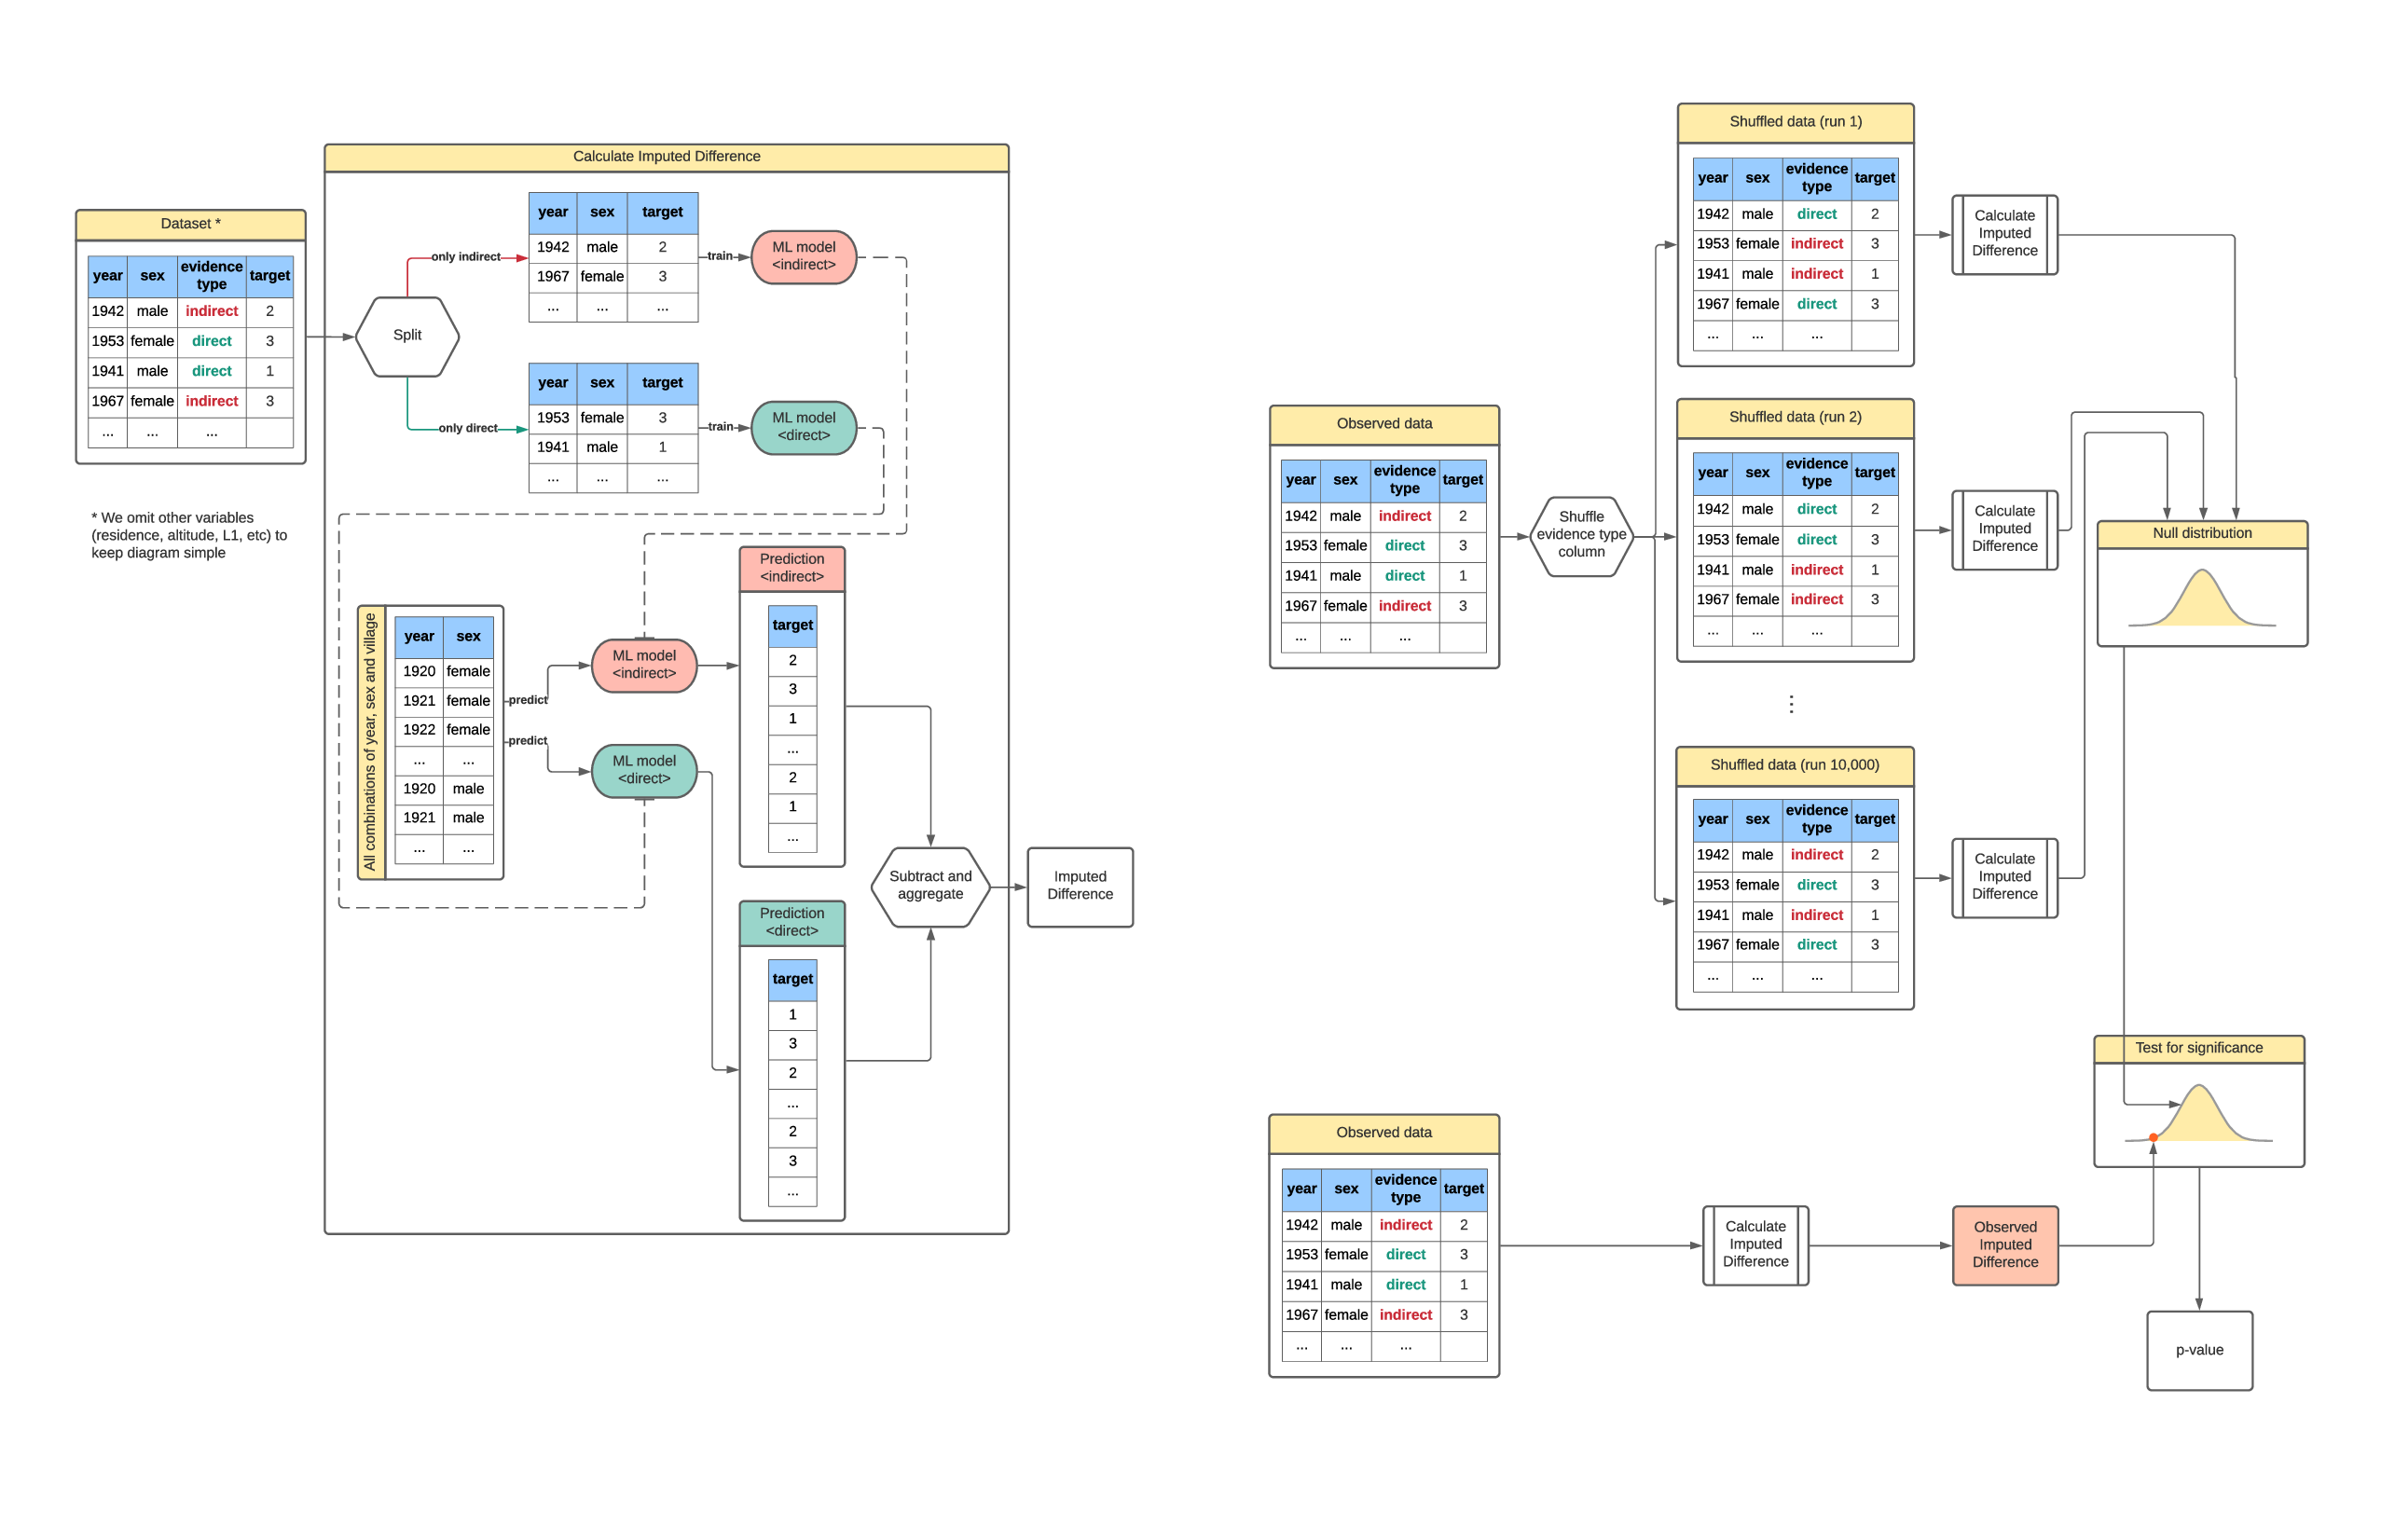 Calculate Imputed Difference
Dataset *
year sex evidence type target
1942 male indirect 2
1953 female direct 3
1941 male direct 1
1967 female indirect 3
... ... ...
* We omit other variables
(residence, altitude, L1, etc) to
keep diagram simple
Split
only indirect
only direct
year sex target
1942 male 2
1967 female 3
... ... ...
train
ML model
<indirect>
year sex target
1953 female 3
1941 male 1
... ... ...
train
ML model
<direct>
All combinations of year, sex and village
year sex
1920 female
1921 female
1922 female
... ...
1920 male
1921 male
... ...
predict
predict
ML model
<indirect>
ML model
<direct>
Prediction
<indirect>
target
2
3
1
...
2
1
...
Prediction
<direct>
target
1
3
2
...
2
3
...
Subtract and
aggregate
Imputed
Difference
Observed data
year sex evidence type target
1942 male indirect 2
1953 female direct 3
1941 male direct 1
1967 female indirect 3
... ... ...
Shuffle
evidence type
column
Shuffled data (run 1)
year sex evidence type target
1942 male direct 2
1953 female indirect 3
1941 male indirect 1
1967 female direct 3
... ... ...
Calculate
Imputed
Difference
Shuffled data (run 2)
year sex evidence type target
1942 male direct 2
1953 female direct 3
1941 male indirect 1
1967 female indirect 3
... ... ...
Calculate
Imputed
Difference
...
Shuffled data (run 10,000)
year sex evidence type target
1942 male indirect 2
1953 female direct 3
1941 male indirect 1
1967 female direct 3
... ... ...
Calculate
Imputed
Difference
Null distribution
Test for significance
Observed data
year sex evidence type target
1942 male indirect 2
1953 female direct 3
1941 male direct 1
1967 female indirect 3
... ... ...
Calculate
Imputed
Difference
Observed
Imputed
Difference
p-value